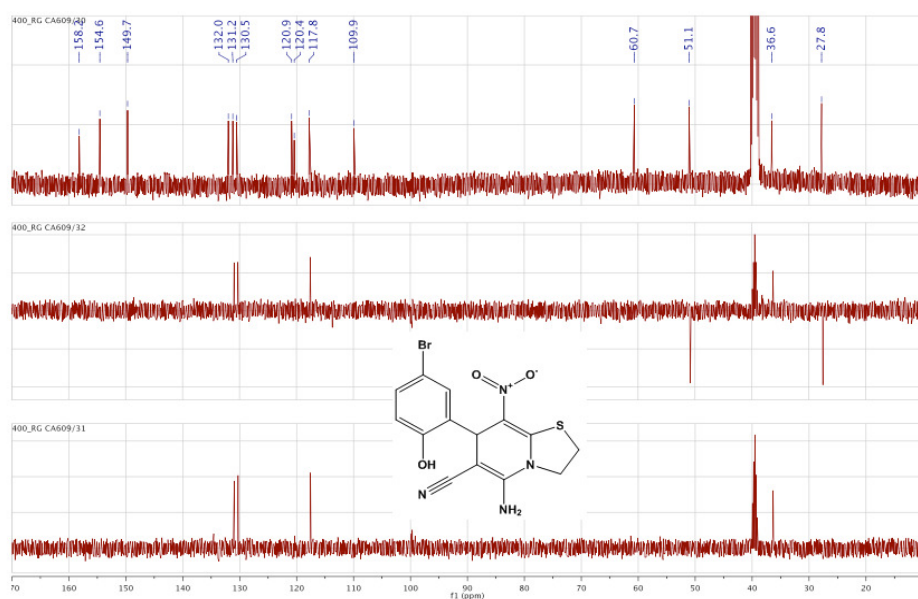 400_RG CA609/30
158.2 154.6 149.7 132.0 131.2 130.5 120.9 120.4 117.8 109.9 60.7 51.1 36.6 27.8
400_RG CA609/32
Br
O N+ O-
S
OH
N
N
NH2
400_RG CA609/31
70 160 150 140 130 120 110 100 90 80 70 60 50 40 30 20
f1 (ppm)